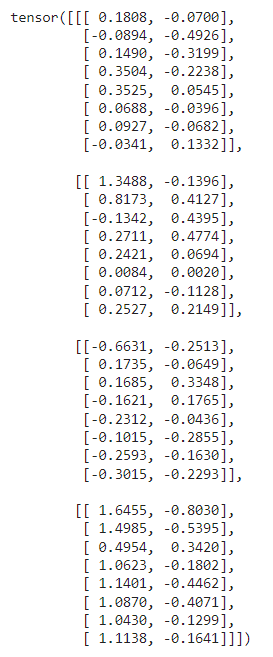 tensor([[[ 0.1808, -0.0700],
[-0.0894, -0.4926],
[ 0.1490, -0.3199],
[ 0.3504, -0.2238],
[ 0.3525, 0.0545],
[ 0.0688, -0.0396],
[ 0.0927, -0.0682],
[-0.0341, 0.1332]],
[[ 1.3488, -0.1396],
[ 0.8173, 0.4127],
[-0.1342, 0.4395],
[ 0.2711, 0.4774],
[ 0.2421, 0.0694],
[ 0.0084, 0.0020],
[ 0.0712, -0.1128],
[ 0.2527, 0.2149]],
[[-0.6631, -0.2513],
[ 0.1735, -0.0649],
[ 0.1685, 0.3348],
[-0.1621, 0.1765],
[-0.2312, -0.0436],
[-0.1015, -0.2855],
[-0.2593, -0.1630],
[-0.3015, -0.2293]],
[[ 1.6455, -0.8030],
[ 1.4985, -0.5395],
[ 0.4954, 0.3420],
[ 1.0623, -0.1802],
[ 1.1401, -0.4462],
[ 1.0870, -0.4071],
[ 1.0430, -0.1299],
[ 1.1138, -0.1641]]])